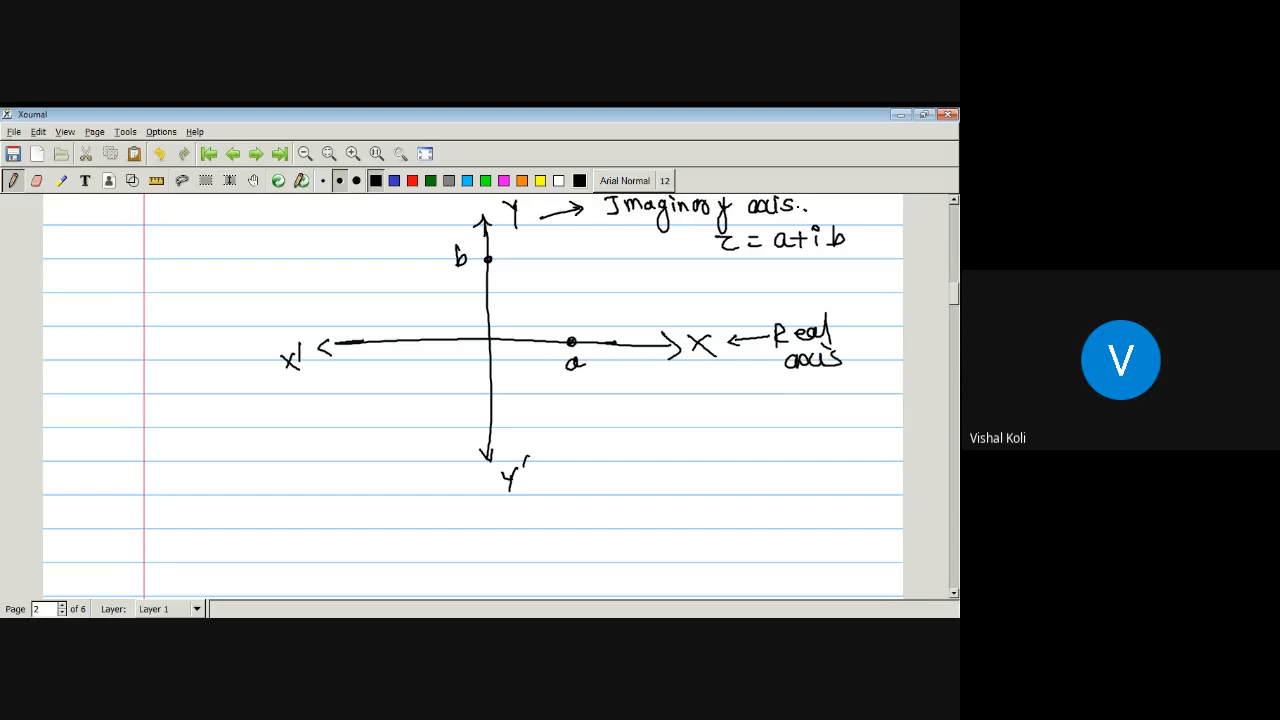 Xournal
File Edit View Page Tools Options Help
T Arial Normal 12
Y → Imaginary axis..
z = a+ib
b
X' X ← Real
axis
a
Y'
V
Vishal Koli
Page 2 of 6 Layer: Layer 1